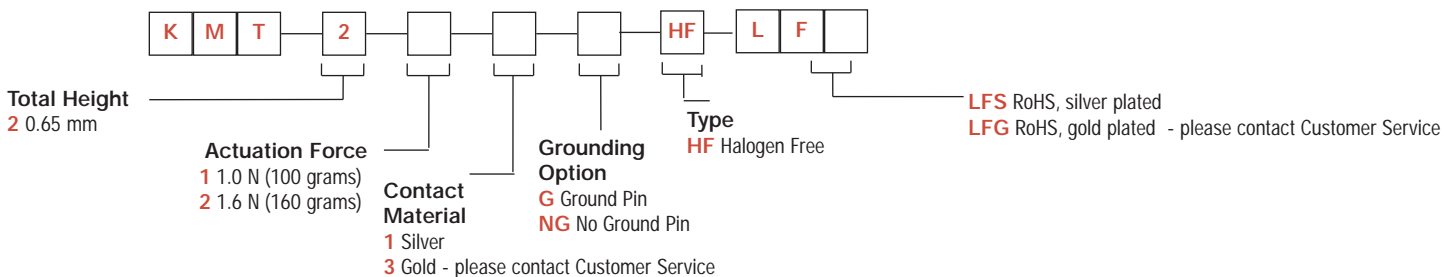 K M T 2 HF L F
Total Height
2 0.65 mm
Actuation Force
1 1.0 N (100 grams)
2 1.6 N (160 grams)
Contact
Material
1 Silver
3 Gold - please contact Customer Service
Grounding
Option
G Ground Pin
NG No Ground Pin
Type
HF Halogen Free
LFS RoHS, silver plated
LFG RoHS, gold plated - please contact Customer Service